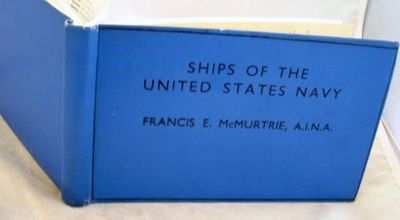 SHIPS OF THE
UNITED STATES NAVY
FRANCIS E. McMURTRIE, A.I.N.A.